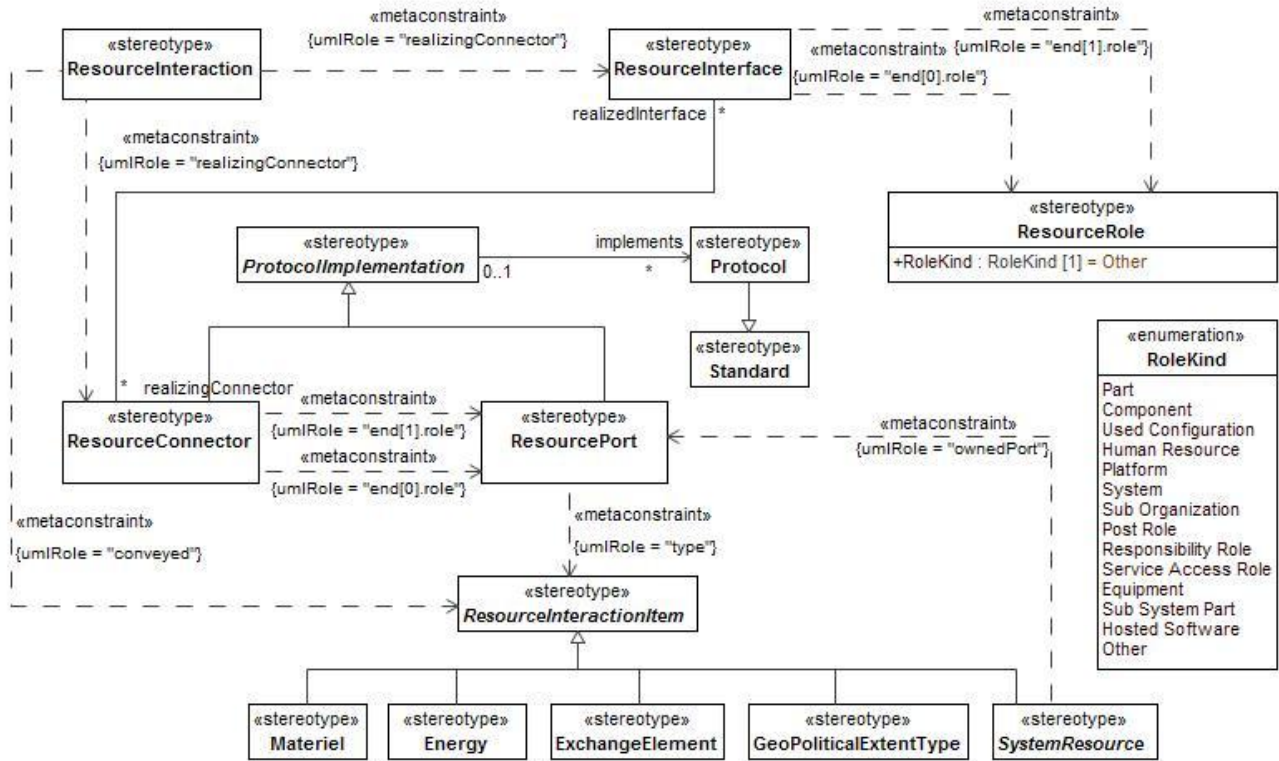 «metaconstraint»
{umlRole = "realizingConnector"}
«metaconstraint»
{umlRole = "end[1].role"}
«stereotype»
ResourceInteraction
«stereotype»
ResourceInterface
«metaconstraint»
{umlRole = "end[0].role"}
realizedInterface
*
«metaconstraint»
{umlRole = "realizingConnector"}
«stereotype»
ResourceRole
+RoleKind : RoleKind [1] = Other
«stereotype»
ProtocolImplementation
0..1
implements
*
«stereotype»
Protocol
«stereotype»
Standard
«enumeration»
RoleKind
Part
Component
Used Configuration
Human Resource
Platform
System
Sub Organization
Post Role
Responsibility Role
Service Access Role
Equipment
Sub System Part
Hosted Software
Other
*
realizingConnector
«stereotype»
ResourceConnector
«metaconstraint»
{umlRole = "end[1].role"}
«metaconstraint»
{umlRole = "end[0].role"}
«stereotype»
ResourcePort
«metaconstraint»
{umlRole = "ownedPort"}
«metaconstraint»
{umlRole = "conveyed"}
«metaconstraint»
{umlRole = "type"}
«stereotype»
ResourceInteractionItem
«stereotype»
Materiel
«stereotype»
Energy
«stereotype»
ExchangeElement
«stereotype»
GeoPoliticalExtentType
«stereotype»
SystemResource